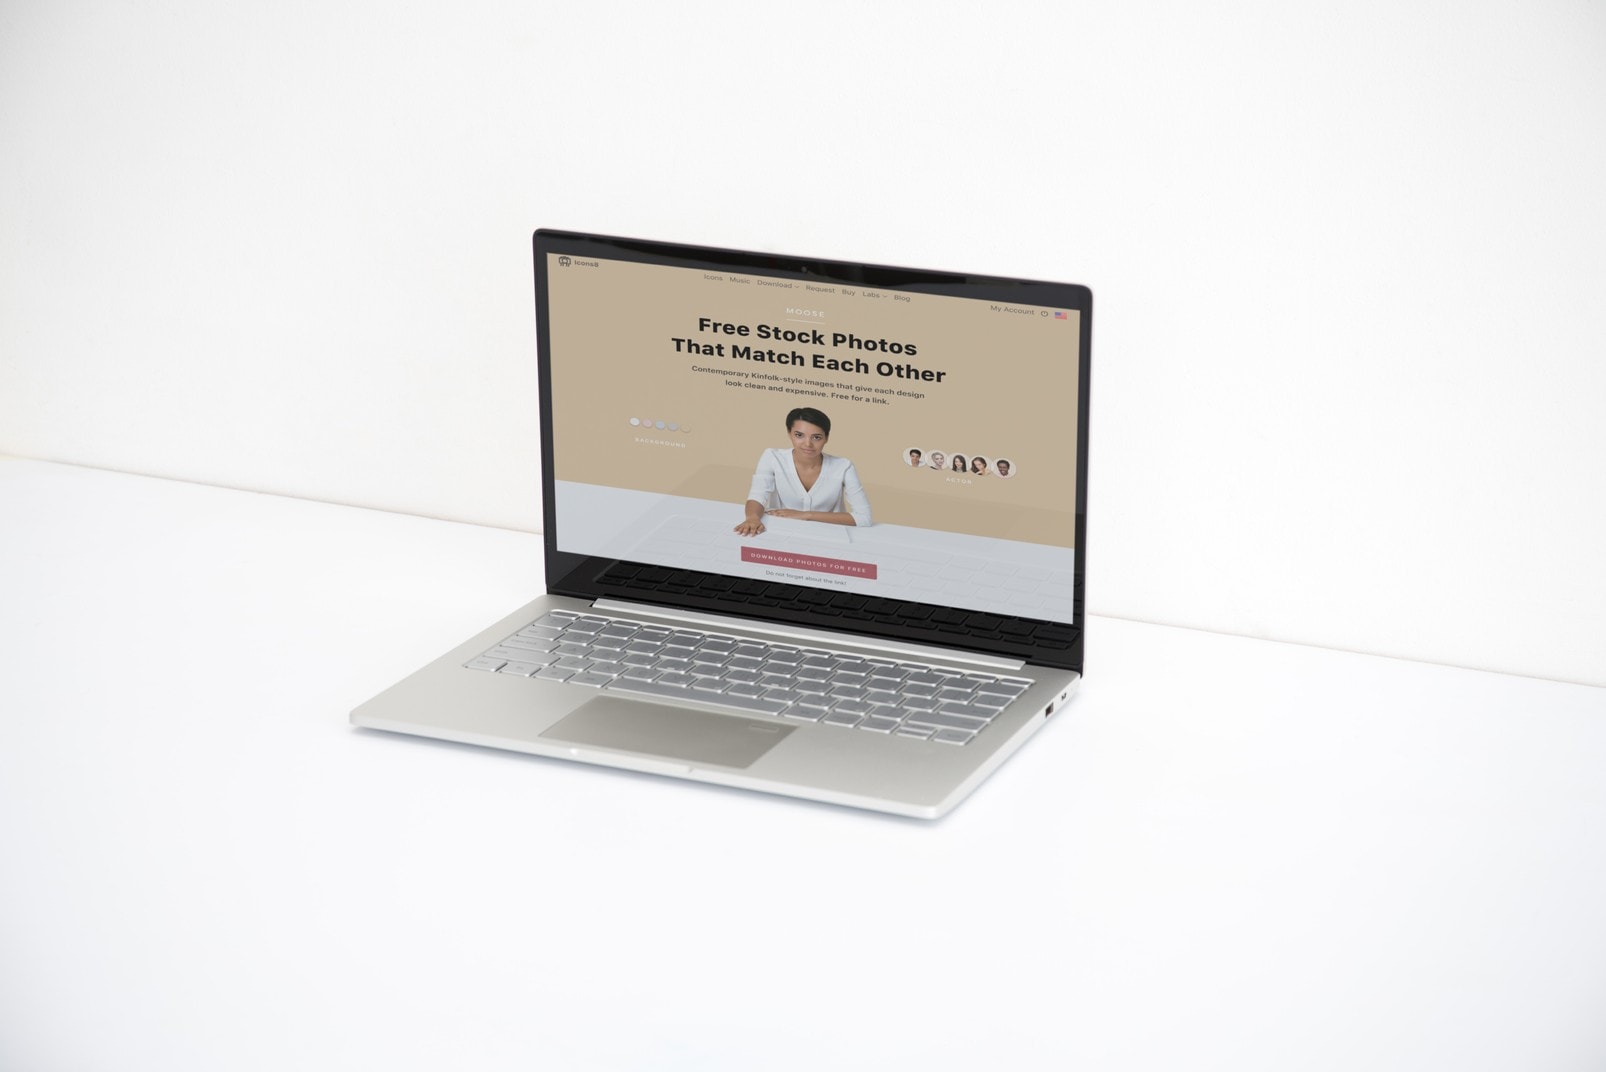 Icons8
Icons Music Download Request Buy Labs Blog
My Account
MOOSE
Free Stock Photos
That Match Each Other
Contemporary Kinfolk-style images that give each design
look clean and expensive. Free for a link.
BACKGROUND
ACTOR
DOWNLOAD PHOTOS FOR FREE
Do not forget about the link!